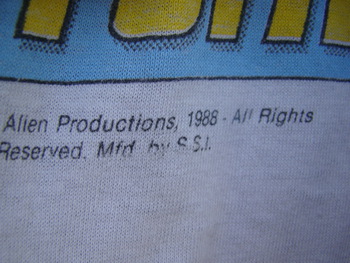 Alien Productions, 1988 - All Rights
Reserved. Mfd. by S.S.I.